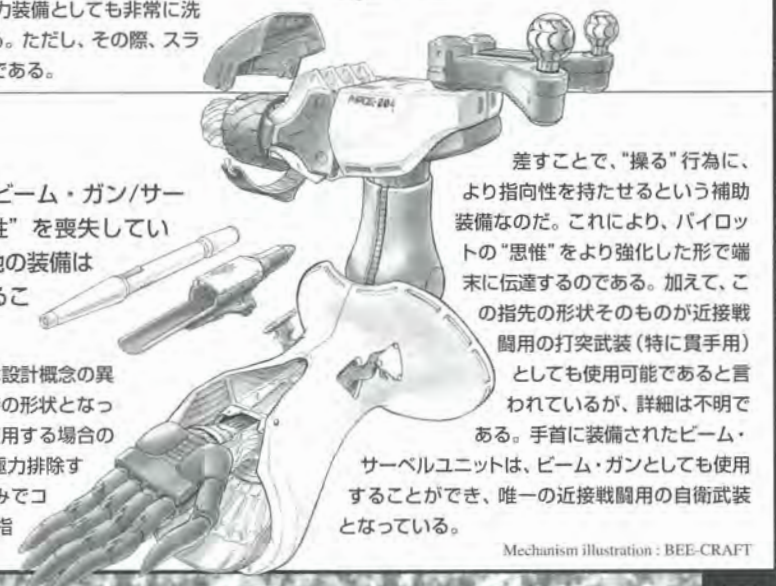 力装備としても非常に洗
る。ただし、その際、スラ
である。
ビーム・ガン/サー
性”を喪失してい
他の装備は
るこ
設計概念の異
の形状となっ
用する場合の
極力排除す
みでコ
指
差すことで、“操る”行為に、
より指向性を持たせるという補助
装備なのだ。これにより、パイロッ
トの“思惟”をより強化した形で端
末に伝達するのである。加えて、こ
の指先の形状そのものが近接戦
闘用の打突武装(特に貫手用)
としても使用可能であると言
われているが、詳細は不明で
ある。手首に装備されたビーム・
サーベルユニットは、ビーム・ガンとしても使用
することができ、唯一の近接戦闘用の自衛武装
となっている。
Mechanism illustration : BEE-CRAFT